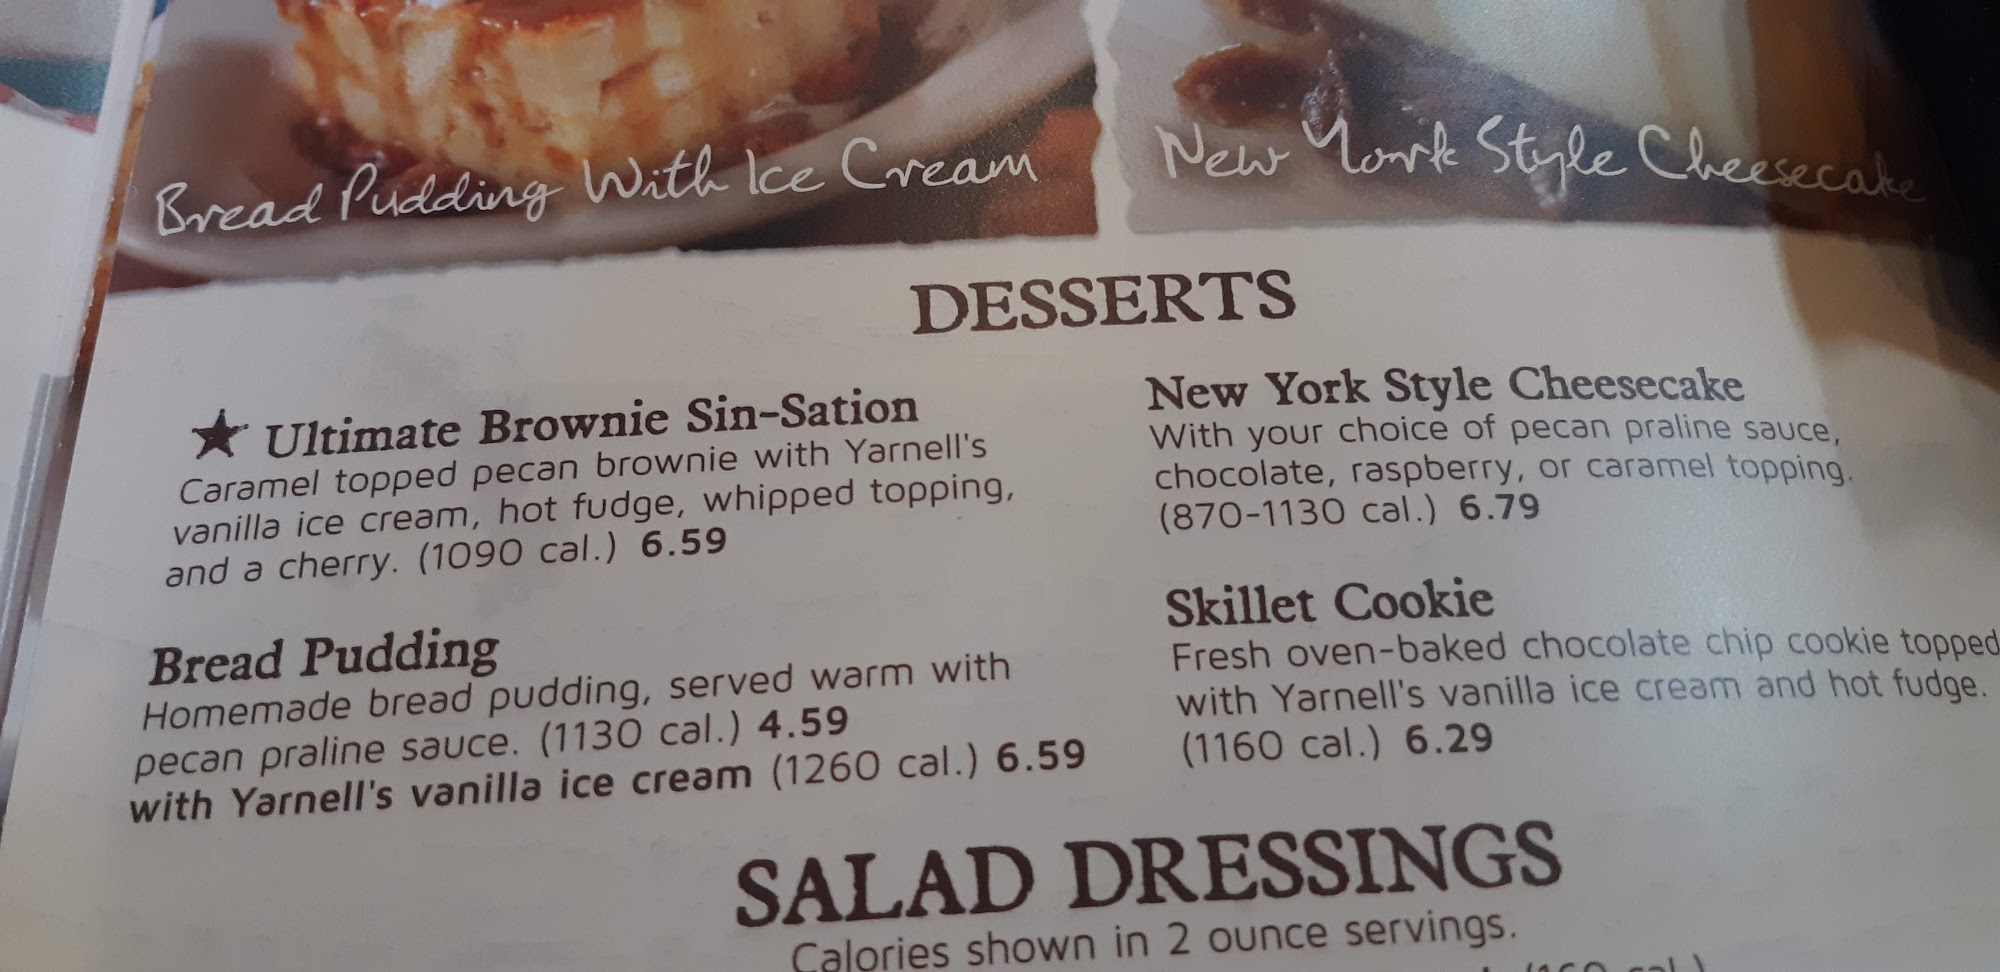 Bread Pudding With Ice Cream
New York Style Cheesecake
DESSERTS
★ Ultimate Brownie Sin-Sation
Caramel topped pecan brownie with Yarnell's
vanilla ice cream, hot fudge, whipped topping,
and a cherry. (1090 cal.) 6.59
Bread Pudding
Homemade bread pudding, served warm with
pecan praline sauce. (1130 cal.) 4.59
with Yarnell's vanilla ice cream (1260 cal.) 6.59
New York Style Cheesecake
With your choice of pecan praline sauce,
chocolate, raspberry, or caramel topping.
(870-1130 cal.) 6.79
Skillet Cookie
Fresh oven-baked chocolate chip cookie topped
with Yarnell's vanilla ice cream and hot fudge.
(1160 cal.) 6.29
SALAD DRESSINGS
Calories shown in 2 ounce servings.